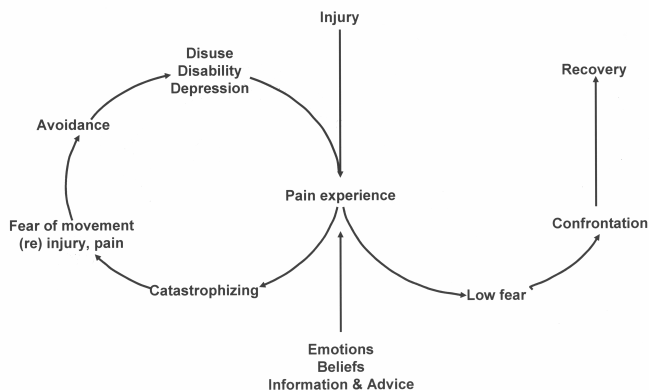 Injury
Disuse
Disability
Depression
Recovery
Avoidance
Pain experience
Fear of movement
(re) injury, pain
Confrontation
Catastrophizing
Low fear
Emotions
Beliefs
Information & Advice